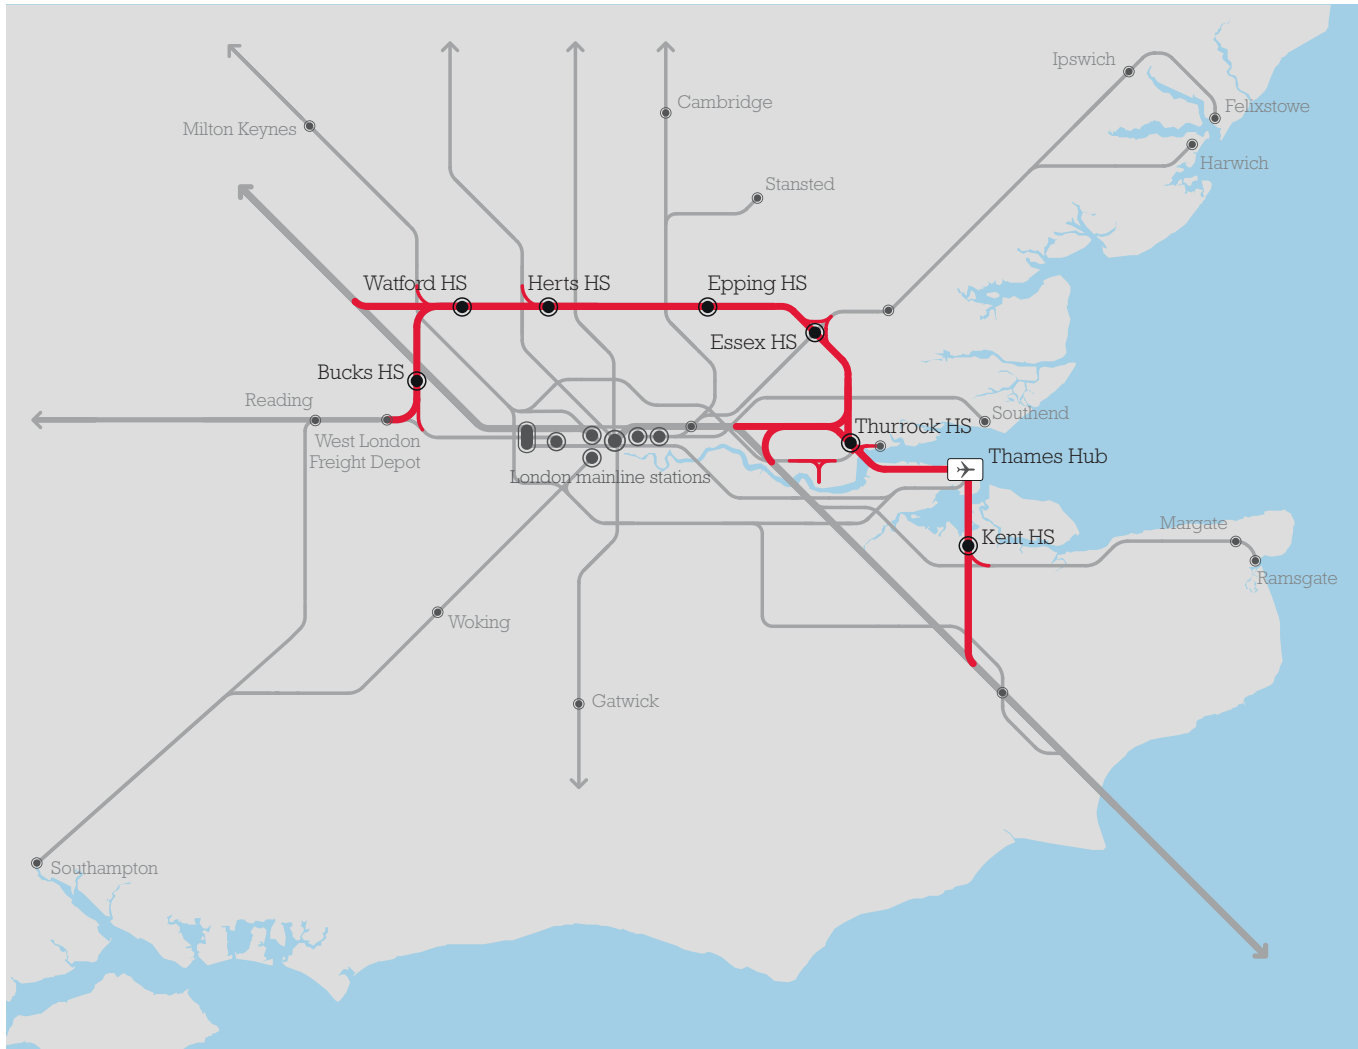 Ipswich
Cambridge
Felixstowe
Milton Keynes
Harwich
Stansted
Watford HS
Herts HS
Epping HS
Essex HS
Bucks HS
Reading
Southend
West London
Freight Depot
Thurrock HS
Thames Hub
London mainline stations
Margate
Kent HS
Ramsgate
Woking
Gatwick
Southampton